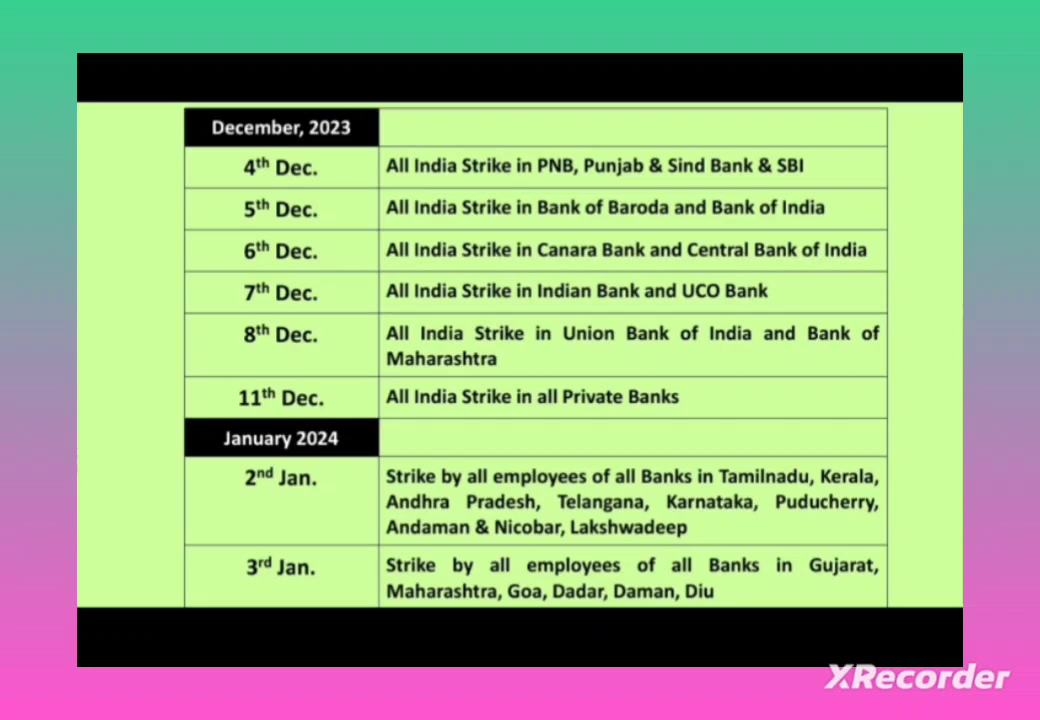 December, 2023
4th Dec.
All India Strike in PNB, Punjab & Sind Bank & SBI
5th Dec.
All India Strike in Bank of Baroda and Bank of India
6th Dec.
All India Strike in Canara Bank and Central Bank of India
7th Dec.
All India Strike in Indian Bank and UCO Bank
8th Dec.
All India Strike in Union Bank of India and Bank of
Maharashtra
11th Dec.
All India Strike in all Private Banks
January 2024
2nd Jan.
Strike by all employees of all Banks in Tamilnadu, Kerala,
Andhra Pradesh, Telangana, Karnataka, Puducherry,
Andaman & Nicobar, Lakshwadeep
3rd Jan.
Strike by all employees of all Banks in Gujarat,
Maharashtra, Goa, Dadar, Daman, Diu
XRecorder